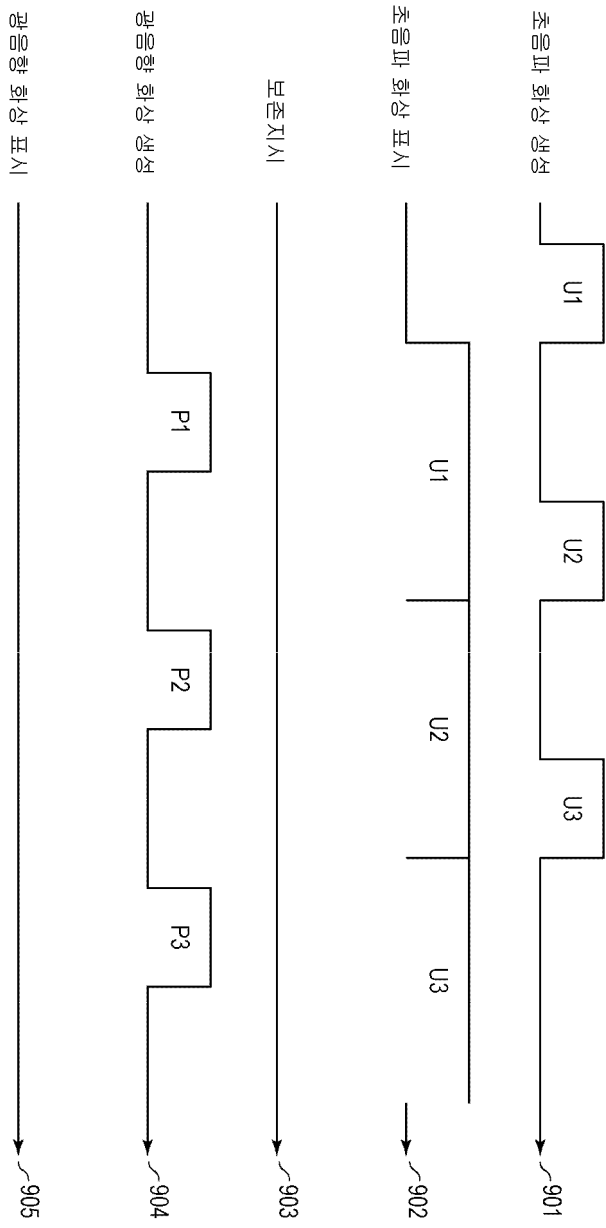 초음파 화상 생성
U1
U2
U3
901
초음파 화상 표시
U1
U2
U3
902
보존지시
903
광음향 화상 생성
P1
P2
P3
904
광음향 화상 표시
905